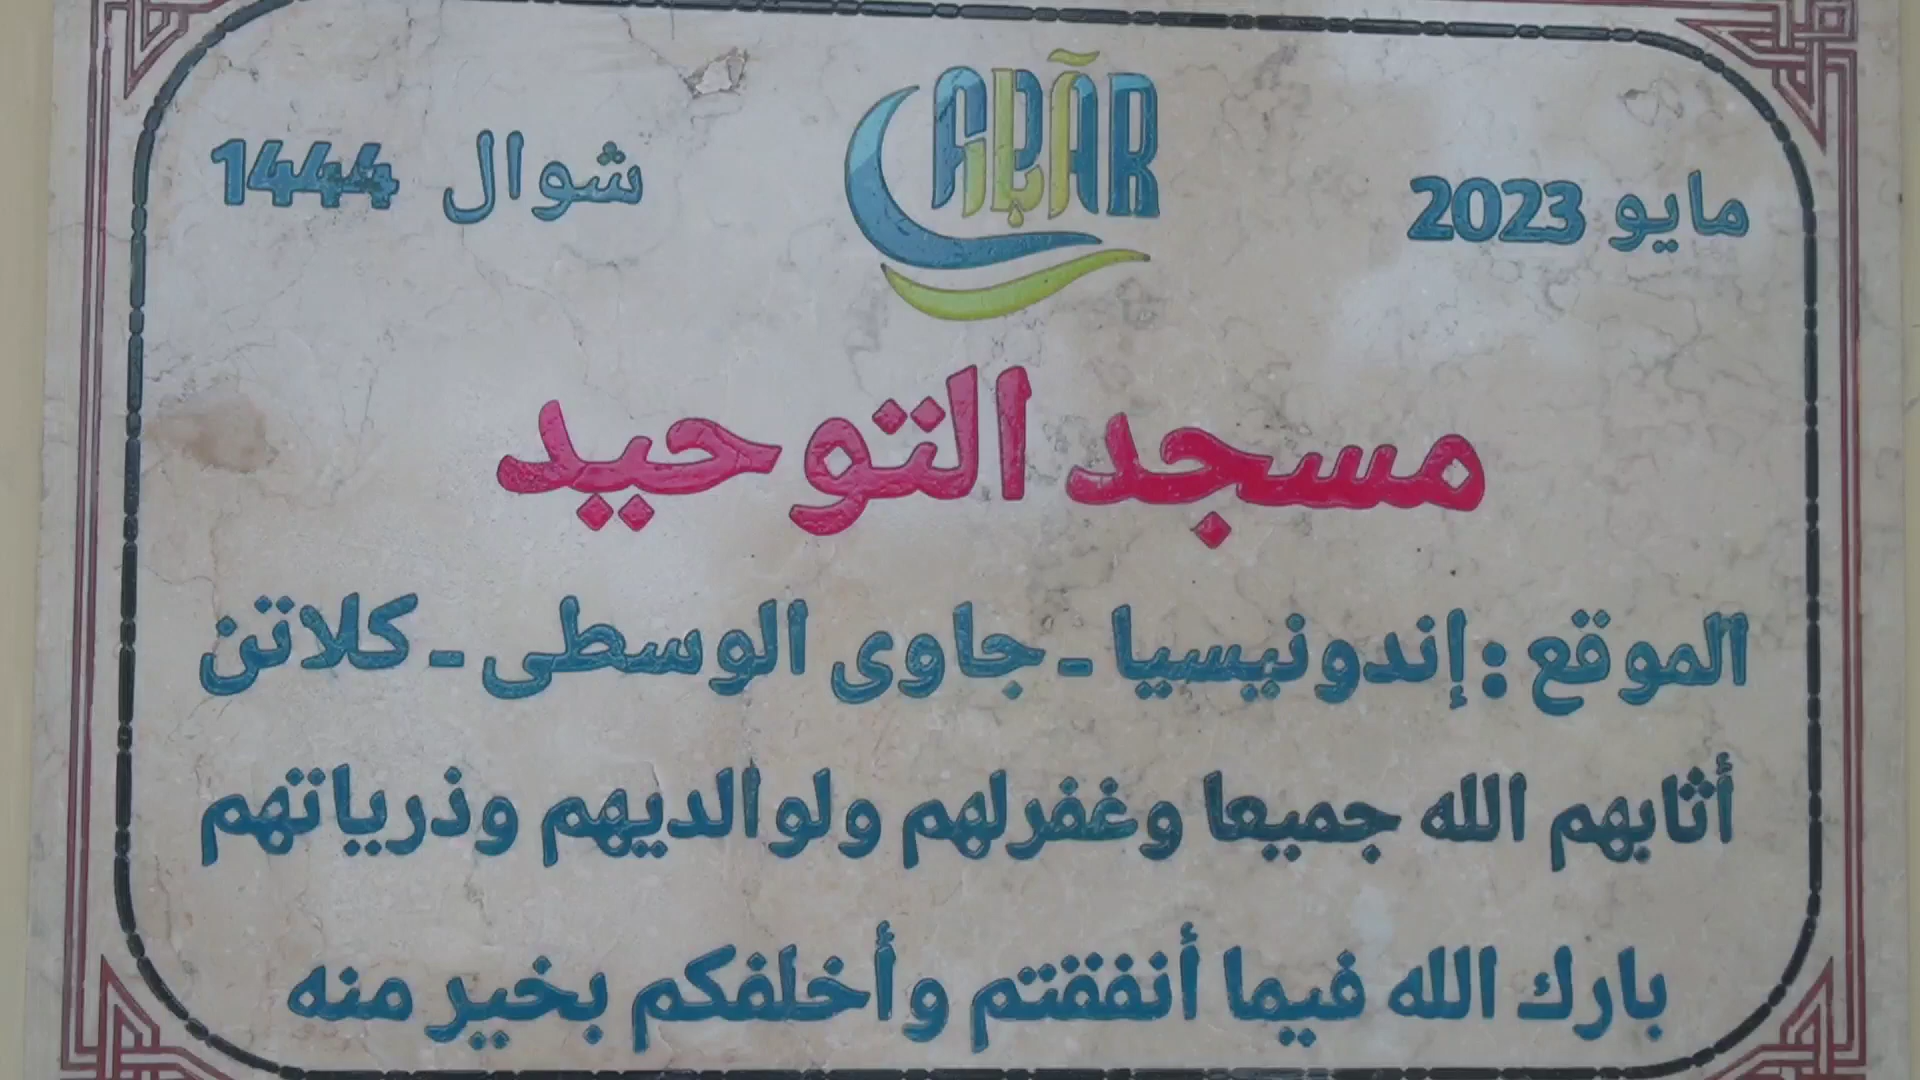 مايو 2023
ABAR
شوال 1444
مسجد التوحيد
الموقع : إندونيسيا - جاوى الوسطى - كلاتن
أثابهم الله جميعا وغفرلهم ولوالديهم وذرياتهم
بارك الله فيما أنفقتم وأخلفكم بخير منه